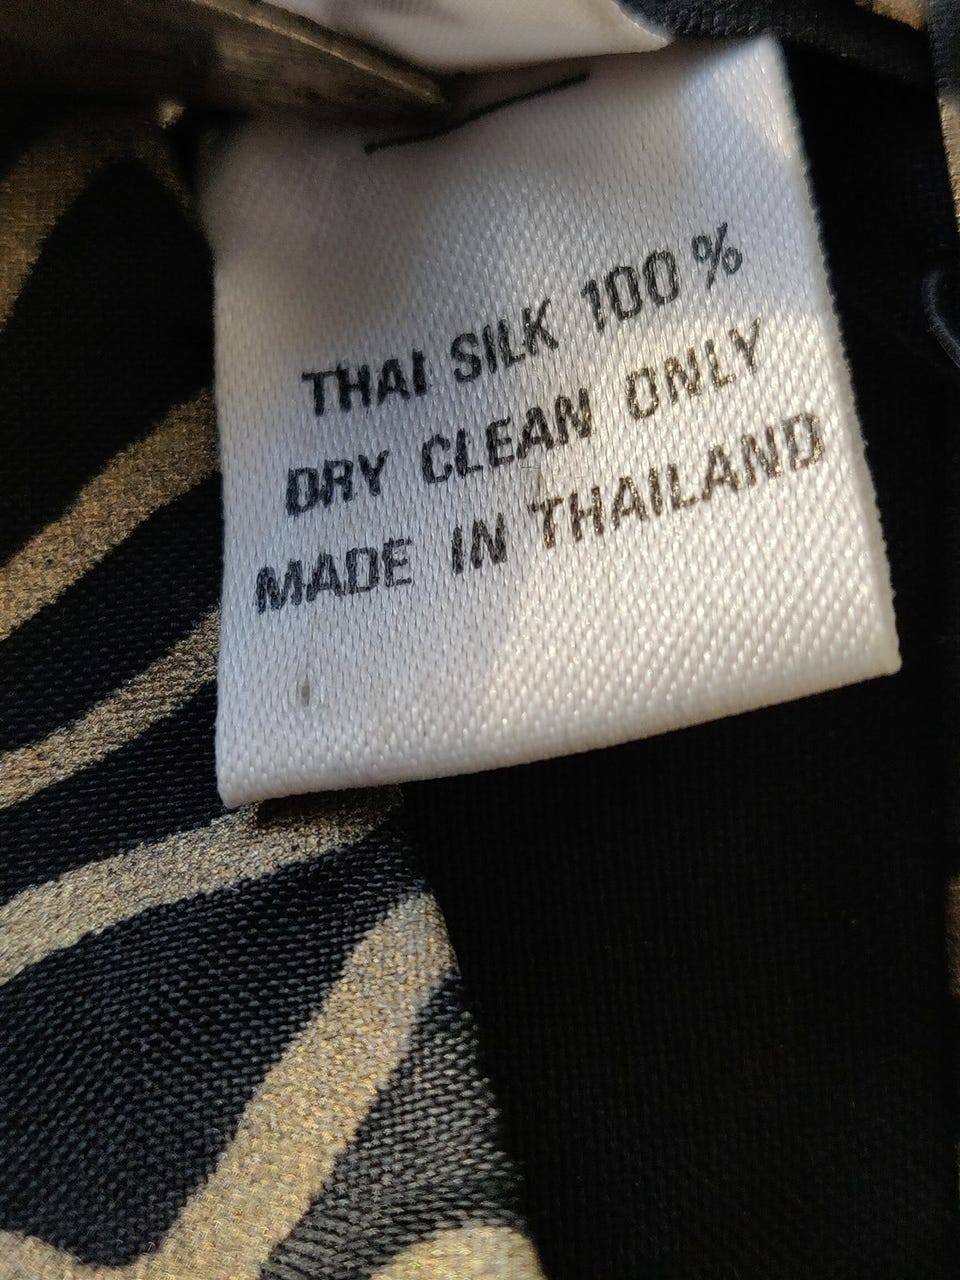 THAI SILK 100 %
DRY CLEAN ONLY
MADE IN THAILAND